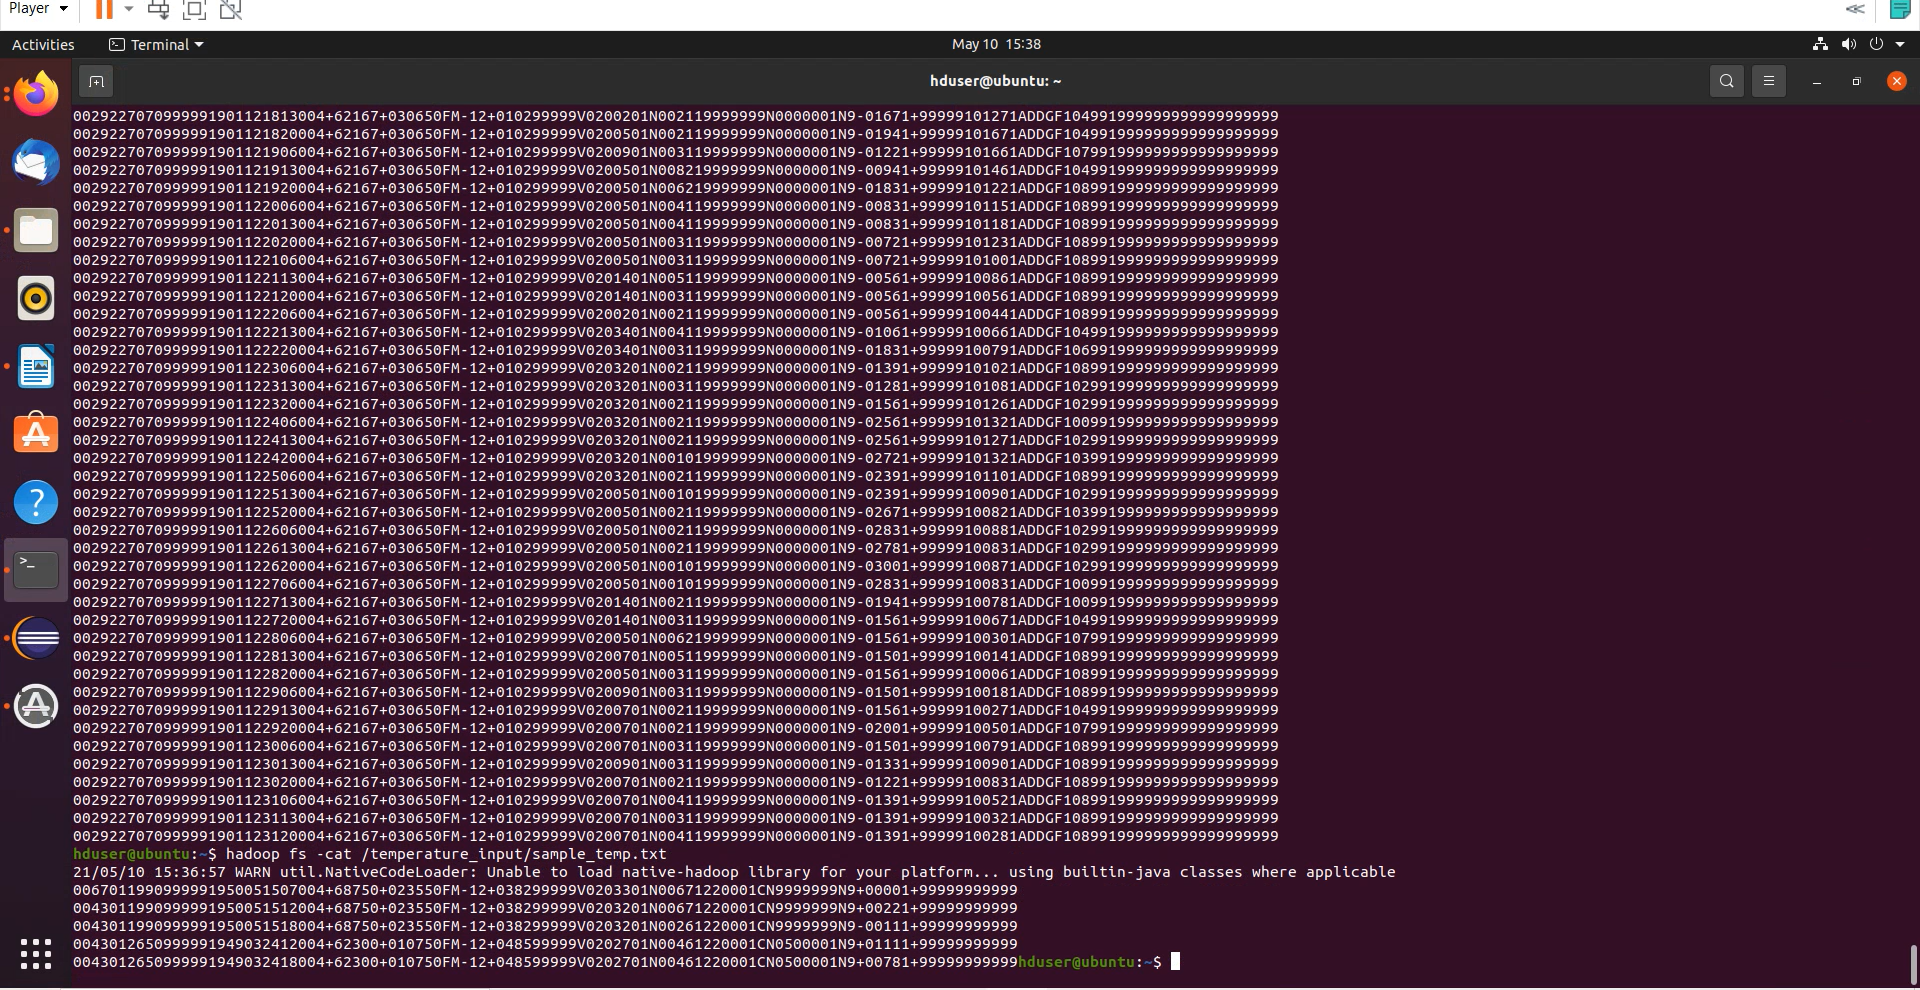 Player
Activities
Terminal
May 10 15:38
hduser@ubuntu: ~
0029227070999991901121813004+62167+030650FM-12+010299999V0200201N002119999999N0000001N9-01671+99999101271ADDGF104991999999999999999999
0029227070999991901121820004+62167+030650FM-12+010299999V0200501N002119999999N0000001N9-01941+99999101671ADDGF104991999999999999999999
0029227070999991901121906004+62167+030650FM-12+010299999V0200901N003119999999N0000001N9-01221+99999101661ADDGF107991999999999999999999
0029227070999991901121913004+62167+030650FM-12+010299999V0200501N008219999999N0000001N9-00941+99999101461ADDGF104991999999999999999999
0029227070999991901121920004+62167+030650FM-12+010299999V0200501N006219999999N0000001N9-01831+99999101221ADDGF108991999999999999999999
0029227070999991901122006004+62167+030650FM-12+010299999V0200501N004119999999N0000001N9-00831+99999101151ADDGF108991999999999999999999
0029227070999991901122013004+62167+030650FM-12+010299999V0200501N004119999999N0000001N9-00831+99999101181ADDGF108991999999999999999999
0029227070999991901122020004+62167+030650FM-12+010299999V0200501N003119999999N0000001N9-00721+99999101231ADDGF108991999999999999999999
0029227070999991901122106004+62167+030650FM-12+010299999V0200501N003119999999N0000001N9-00721+99999101001ADDGF108991999999999999999999
0029227070999991901122113004+62167+030650FM-12+010299999V0201401N005119999999N0000001N9-00561+99999100861ADDGF108991999999999999999999
0029227070999991901122120004+62167+030650FM-12+010299999V0201401N003119999999N0000001N9-00561+99999100561ADDGF108991999999999999999999
0029227070999991901122206004+62167+030650FM-12+010299999V0200201N002119999999N0000001N9-00561+99999100441ADDGF108991999999999999999999
0029227070999991901122213004+62167+030650FM-12+010299999V0203401N004119999999N0000001N9-01061+99999100661ADDGF104991999999999999999999
0029227070999991901122220004+62167+030650FM-12+010299999V0203401N003119999999N0000001N9-01831+99999100791ADDGF106991999999999999999999
0029227070999991901122306004+62167+030650FM-12+010299999V0203201N002119999999N0000001N9-01391+99999101021ADDGF108991999999999999999999
0029227070999991901122313004+62167+030650FM-12+010299999V0203201N003119999999N0000001N9-01281+99999101081ADDGF102991999999999999999999
0029227070999991901122320004+62167+030650FM-12+010299999V0203201N002119999999N0000001N9-01561+99999101261ADDGF102991999999999999999999
0029227070999991901122406004+62167+030650FM-12+010299999V0203201N002119999999N0000001N9-02561+99999101321ADDGF100991999999999999999999
0029227070999991901122413004+62167+030650FM-12+010299999V0203201N002119999999N0000001N9-02561+99999101271ADDGF102991999999999999999999
0029227070999991901122420004+62167+030650FM-12+010299999V0203201N001019999999N0000001N9-02721+99999101321ADDGF103991999999999999999999
0029227070999991901122506004+62167+030650FM-12+010299999V0203201N002119999999N0000001N9-02391+99999101101ADDGF108991999999999999999999
0029227070999991901122513004+62167+030650FM-12+010299999V0200501N001019999999N0000001N9-02391+99999100901ADDGF102991999999999999999999
0029227070999991901122520004+62167+030650FM-12+010299999V0200501N002119999999N0000001N9-02671+99999100821ADDGF103991999999999999999999
0029227070999991901122606004+62167+030650FM-12+010299999V0200501N002119999999N0000001N9-02831+99999100881ADDGF102991999999999999999999
0029227070999991901122613004+62167+030650FM-12+010299999V0200501N002119999999N0000001N9-02781+99999100831ADDGF102991999999999999999999
0029227070999991901122620004+62167+030650FM-12+010299999V0200501N001019999999N0000001N9-03001+99999100871ADDGF102991999999999999999999
0029227070999991901122706004+62167+030650FM-12+010299999V0200501N001019999999N0000001N9-02831+99999100831ADDGF100991999999999999999999
0029227070999991901122713004+62167+030650FM-12+010299999V0201401N002119999999N0000001N9-01941+99999100781ADDGF100991999999999999999999
0029227070999991901122720004+62167+030650FM-12+010299999V0201401N003119999999N0000001N9-01561+99999100671ADDGF104991999999999999999999
0029227070999991901122806004+62167+030650FM-12+010299999V0200501N006219999999N0000001N9-01561+99999100301ADDGF107991999999999999999999
0029227070999991901122813004+62167+030650FM-12+010299999V0200701N005119999999N0000001N9-01501+99999100141ADDGF108991999999999999999999
0029227070999991901122820004+62167+030650FM-12+010299999V0200501N003119999999N0000001N9-01561+99999100061ADDGF108991999999999999999999
0029227070999991901122906004+62167+030650FM-12+010299999V0200901N003119999999N0000001N9-01501+99999100181ADDGF108991999999999999999999
0029227070999991901122913004+62167+030650FM-12+010299999V0200701N002119999999N0000001N9-01561+99999100271ADDGF104991999999999999999999
0029227070999991901122920004+62167+030650FM-12+010299999V0200701N002119999999N0000001N9-02001+99999100501ADDGF107991999999999999999999
0029227070999991901123006004+62167+030650FM-12+010299999V0200701N003119999999N0000001N9-01501+99999100791ADDGF108991999999999999999999
0029227070999991901123013004+62167+030650FM-12+010299999V0200901N003119999999N0000001N9-01331+99999100901ADDGF108991999999999999999999
0029227070999991901123020004+62167+030650FM-12+010299999V0200701N002119999999N0000001N9-01221+99999100831ADDGF108991999999999999999999
0029227070999991901123106004+62167+030650FM-12+010299999V0200701N004119999999N0000001N9-01391+99999100521ADDGF108991999999999999999999
0029227070999991901123113004+62167+030650FM-12+010299999V0200701N003119999999N0000001N9-01391+99999100321ADDGF108991999999999999999999
0029227070999991901123120004+62167+030650FM-12+010299999V0200701N004119999999N0000001N9-01391+99999100281ADDGF108991999999999999999999
hduser@ubuntu:~$ hadoop fs -cat /temperature_input/sample_temp.txt
21/05/10 15:36:57 WARN util.NativeCodeLoader: Unable to load native-hadoop library for your platform... using builtin-java classes where applicable
0067011990999991950051507004+68750+023550FM-12+038299999V0203301N00671220001CN9999999N9+00001+99999999999
0043011990999991950051512004+68750+023550FM-12+038299999V0203201N00671220001CN9999999N9+00221+99999999999
0043011990999991950051518004+68750+023550FM-12+038299999V0203201N00261220001CN9999999N9-00111+99999999999
0043012650999991949032412004+62300+010750FM-12+048599999V0202701N00461220001CN0500001N9+01111+99999999999
0043012650999991949032418004+62300+010750FM-12+048599999V0202701N00461220001CN0500001N9+00781+99999999999hduser@ubuntu:~$